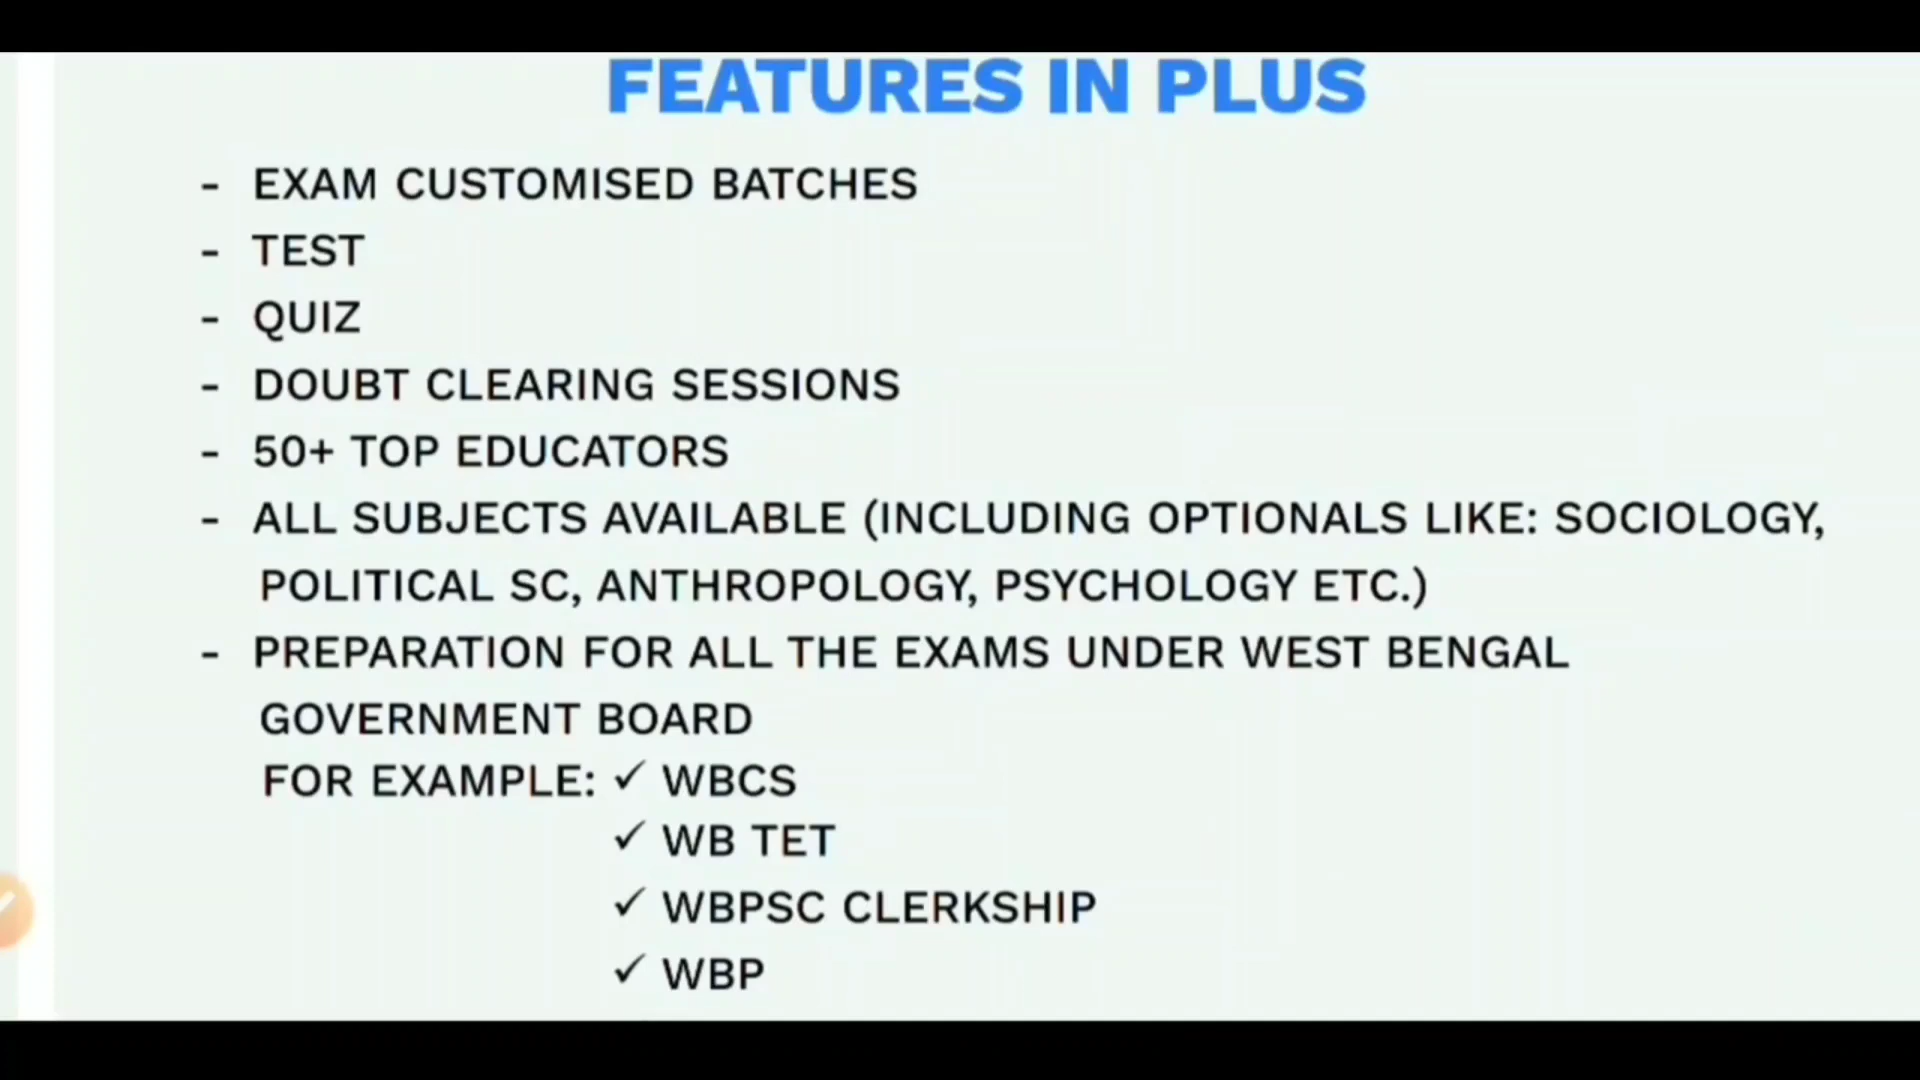 FEATURES IN PLUS
- EXAM CUSTOMISED BATCHES
- TEST
- QUIZ
- DOUBT CLEARING SESSIONS
- 50+ TOP EDUCATORS
- ALL SUBJECTS AVAILABLE (INCLUDING OPTIONALS LIKE: SOCIOLOGY,
POLITICAL SC, ANTHROPOLOGY, PSYCHOLOGY ETC.)
- PREPARATION FOR ALL THE EXAMS UNDER WEST BENGAL
GOVERNMENT BOARD
FOR EXAMPLE: ✓ WBCS
✓ WB TET
✓ WBPSC CLERKSHIP
✓ WBP